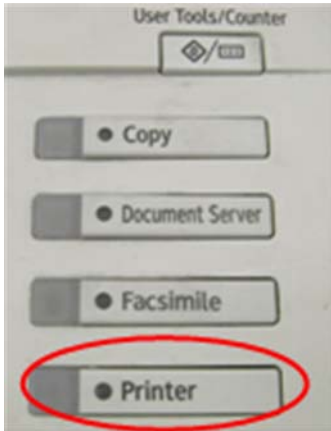 User Tools/Counter
Copy
Document Server
Facsimile
Printer